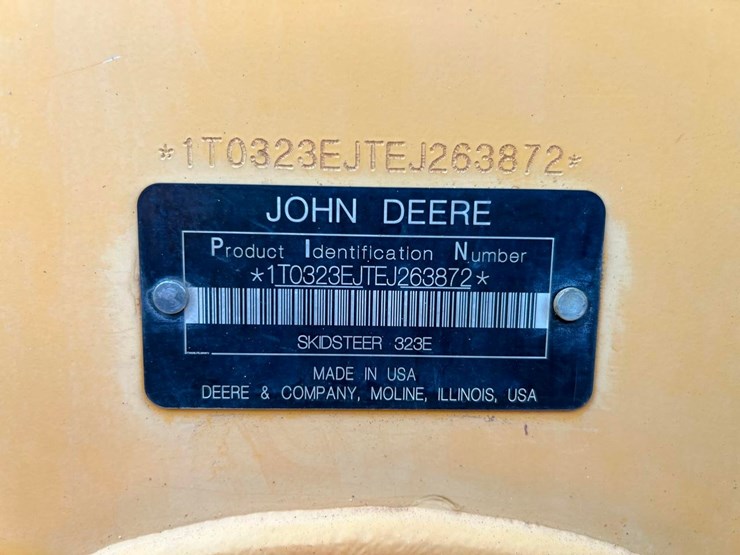 *1T0323EJTEJ263872*
JOHN DEERE
Product Identification Number
*1T0323EJTEJ263872*
SKIDSTEER 323E
MADE IN USA
DEERE & COMPANY, MOLINE, ILLINOIS, USA